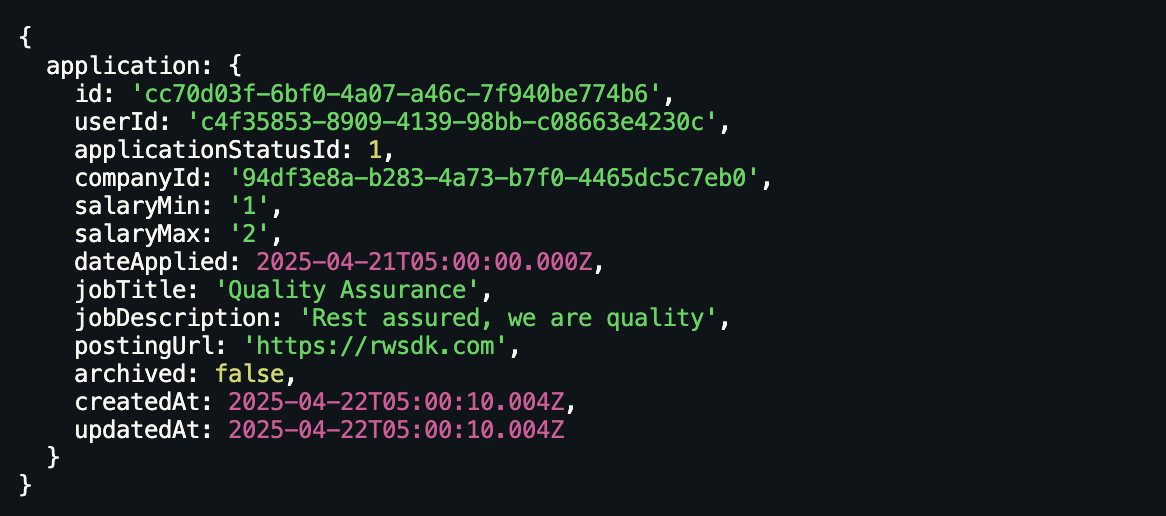 {
  application: {
    id: 'cc70d03f-6bf0-4a07-a46c-7f940be774b6',
    userId: 'c4f35853-8909-4139-98bb-c08663e4230c',
    applicationStatusId: 1,
    companyId: '94df3e8a-b283-4a73-b7f0-4465dc5c7eb0',
    salaryMin: '1',
    salaryMax: '2',
    dateApplied: 2025-04-21T05:00:00.000Z,
    jobTitle: 'Quality Assurance',
    jobDescription: 'Rest assured, we are quality',
    postingUrl: 'https://rwsdk.com',
    archived: false,
    createdAt: 2025-04-22T05:00:10.004Z,
    updatedAt: 2025-04-22T05:00:10.004Z
  }
}